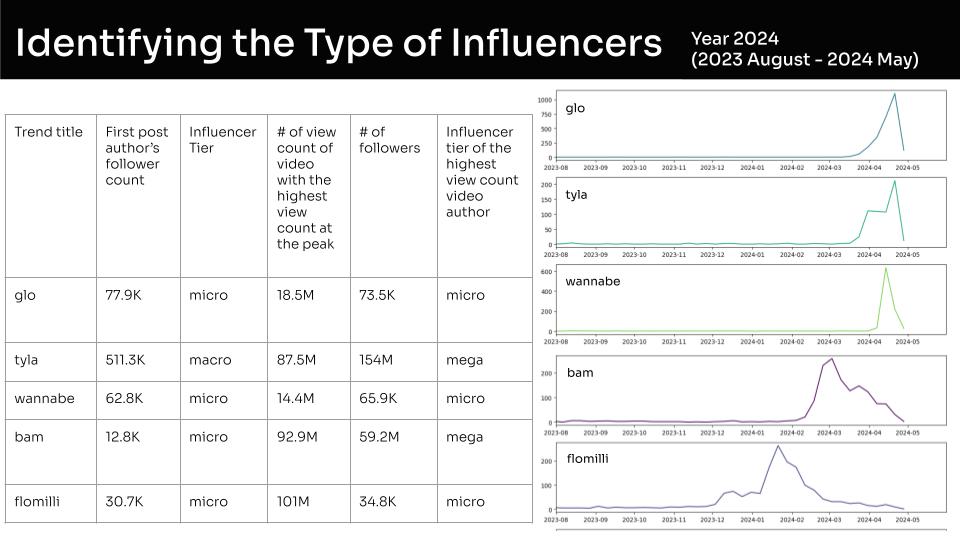 Identifying the Type of Influencers
Year 2024
(2023 August - 2024 May)
Trend title
First post
author's
follower
count
Influencer
Tier
# of view
count of
video
with the
highest
view
count at
the peak
# of
followers
Influencer
tier of the
highest
view count
video
author
glo
77.9K
micro
18.5M
73.5K
micro
tyla
511.3K
macro
87.5M
154M
mega
wannabe
62.8K
micro
14.4M
65.9K
micro
bam
12.8K
micro
92.9M
59.2M
mega
flomilli
30.7K
micro
101M
34.8K
micro
glo
1000
750
500
250
0
2023-08 2023-09 2023-10 2023-11 2023-12 2024-01 2024-02 2024-03 2024-04 2024-05
tyla
200
150
100
50
0
2023-08 2023-09 2023-10 2023-11 2023-12 2024-01 2024-02 2024-03 2024-04 2024-05
wannabe
600
400
200
0
2023-08 2023-09 2023-10 2023-11 2023-12 2024-01 2024-02 2024-03 2024-04 2024-05
bam
200
100
0
2023-08 2023-09 2023-10 2023-11 2023-12 2024-01 2024-02 2024-03 2024-04 2024-05
flomilli
200
100
0
2023-08 2023-09 2023-10 2023-11 2023-12 2024-01 2024-02 2024-03 2024-04 2024-05